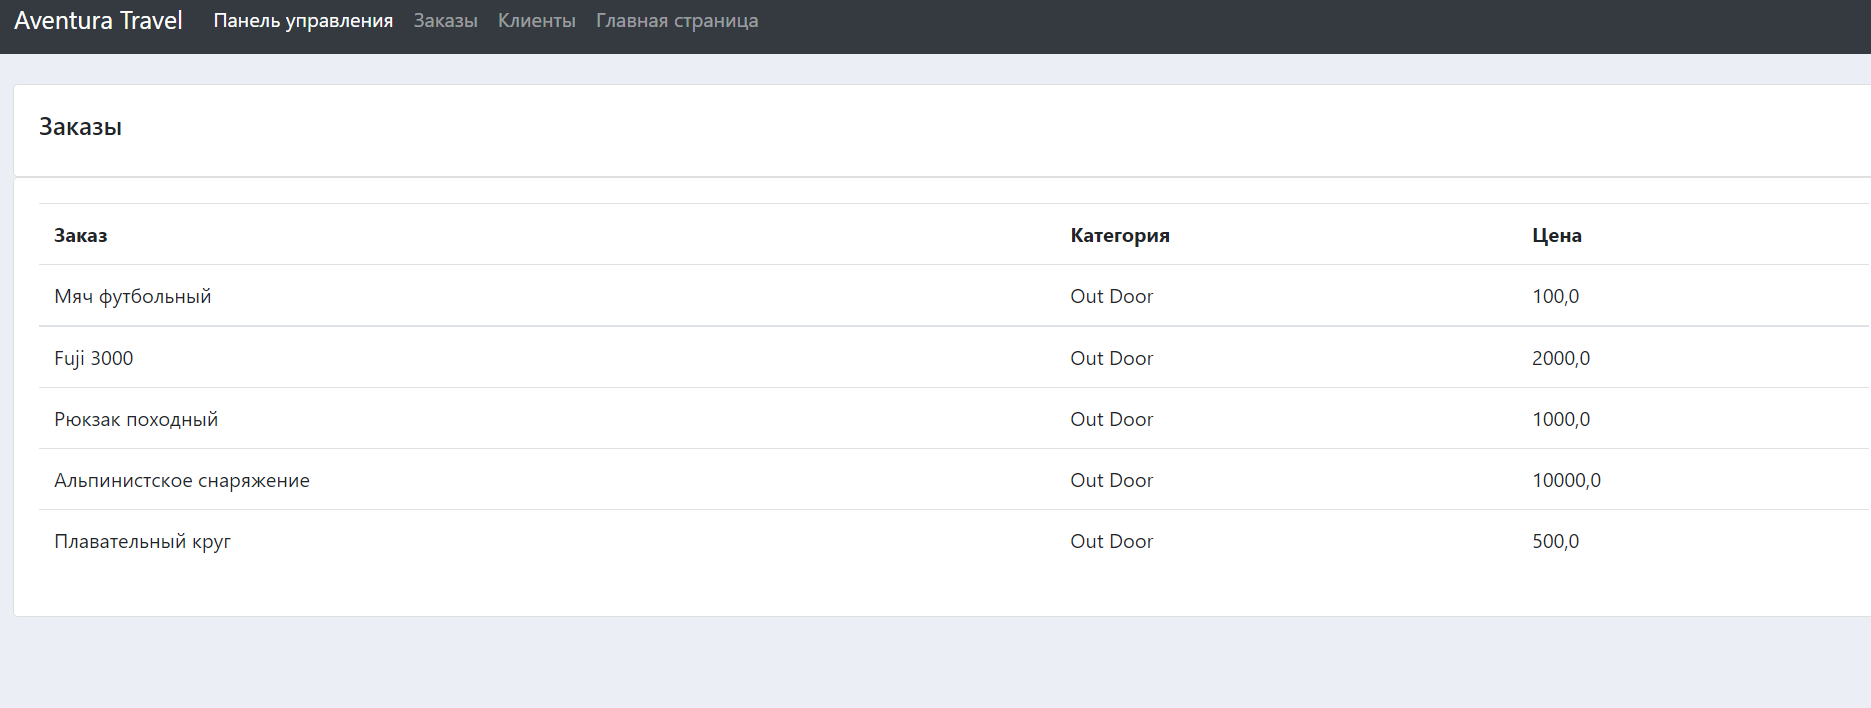 Aventura Travel Панель управления Заказы Клиенты Главная страница
Заказы
Заказ Категория Цена
Мяч футбольный Out Door 100,0
Fuji 3000 Out Door 2000,0
Рюкзак походный Out Door 1000,0
Альпинистское снаряжение Out Door 10000,0
Плавательный круг Out Door 500,0